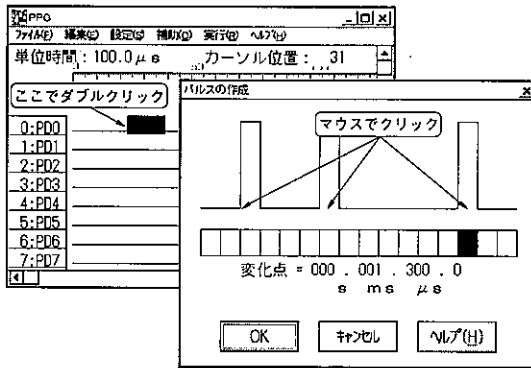 PPG
ファイル(F) 編集(E) 設定(S) 補助(O) 実行(R) ヘルプ(H)
単位時間：100.0μs カーソル位置： 31
ここでダブルクリック
0:PD0
1:PD1
2:PD2
3:PD3
4:PD4
5:PD5
6:PD6
7:PD7
パルスの作成
マウスでクリック
変化点 = 000 . 001 . 300 . 0
s ms μs
OK キャンセル ヘルプ(H)